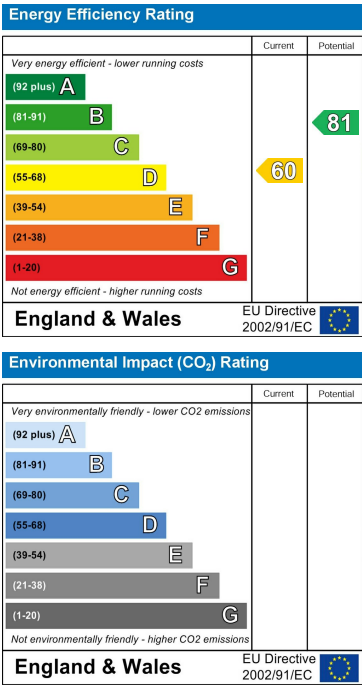 Energy Efficiency Rating
Current Potential
Very energy efficient - lower running costs
(92 plus) A
(81-91) B
81
(69-80) C
(55-68) D
60
(39-54) E
(21-38) F
(1-20) G
Not energy efficient - higher running costs
England & Wales
EU Directive
2002/91/EC
Environmental Impact (CO₂) Rating
Current Potential
Very environmentally friendly - lower CO2 emissions
(92 plus) A
(81-91) B
(69-80) C
(55-68) D
(39-54) E
(21-38) F
(1-20) G
Not environmentally friendly - higher CO2 emissions
England & Wales
EU Directive
2002/91/EC